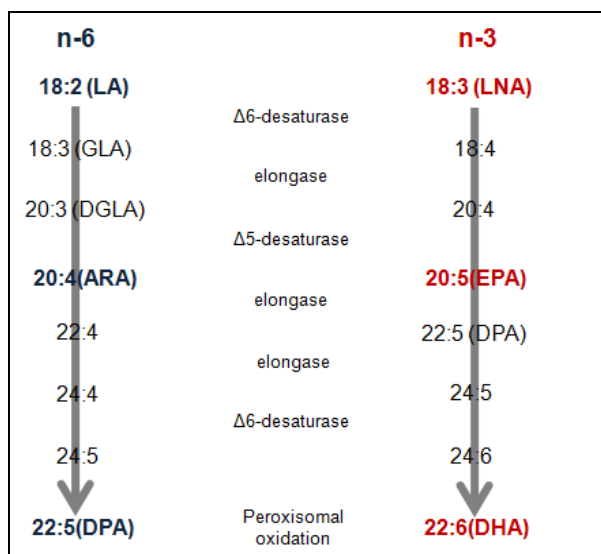 n-6 n-3
18:2 (LA) 18:3 (LNA)
Δ6-desaturase
18:3 (GLA) 18:4
elongase
20:3 (DGLA) 20:4
Δ5-desaturase
20:4(ARA) 20:5(EPA)
elongase
22:4 22:5 (DPA)
elongase
24:4 24:5
Δ6-desaturase
24:5 24:6
22:5(DPA) Peroxisomal 22:6(DHA)
oxidation